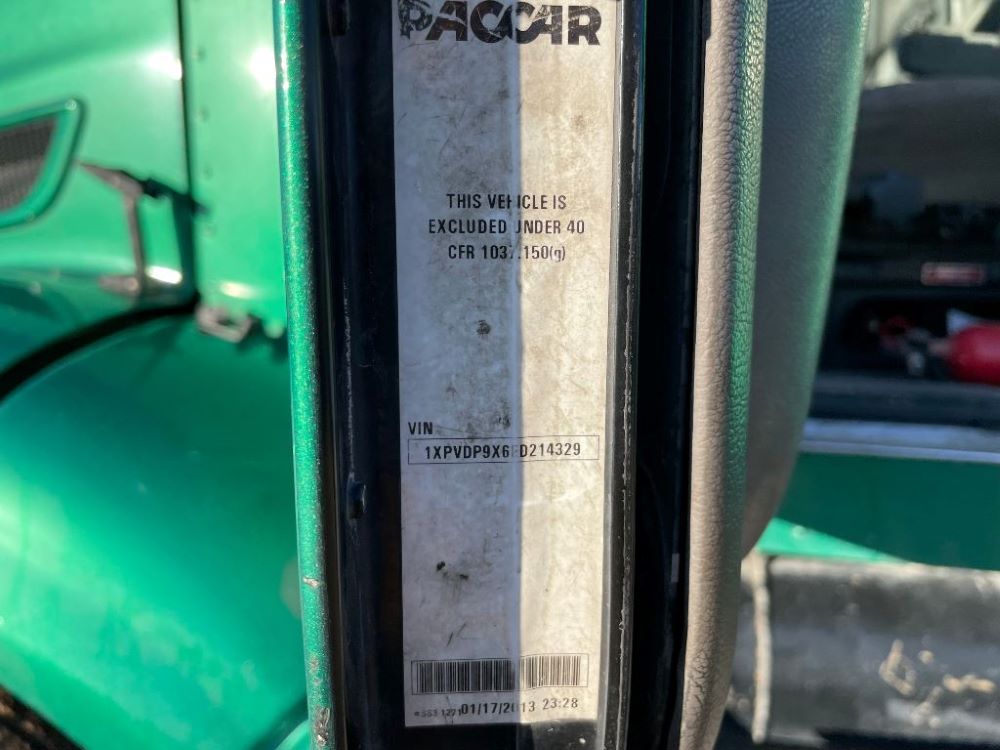 PACCAR
THIS VEHICLE IS
EXCLUDED UNDER 40
CFR 1037.150(g)
VIN
01/17/2013 23:28